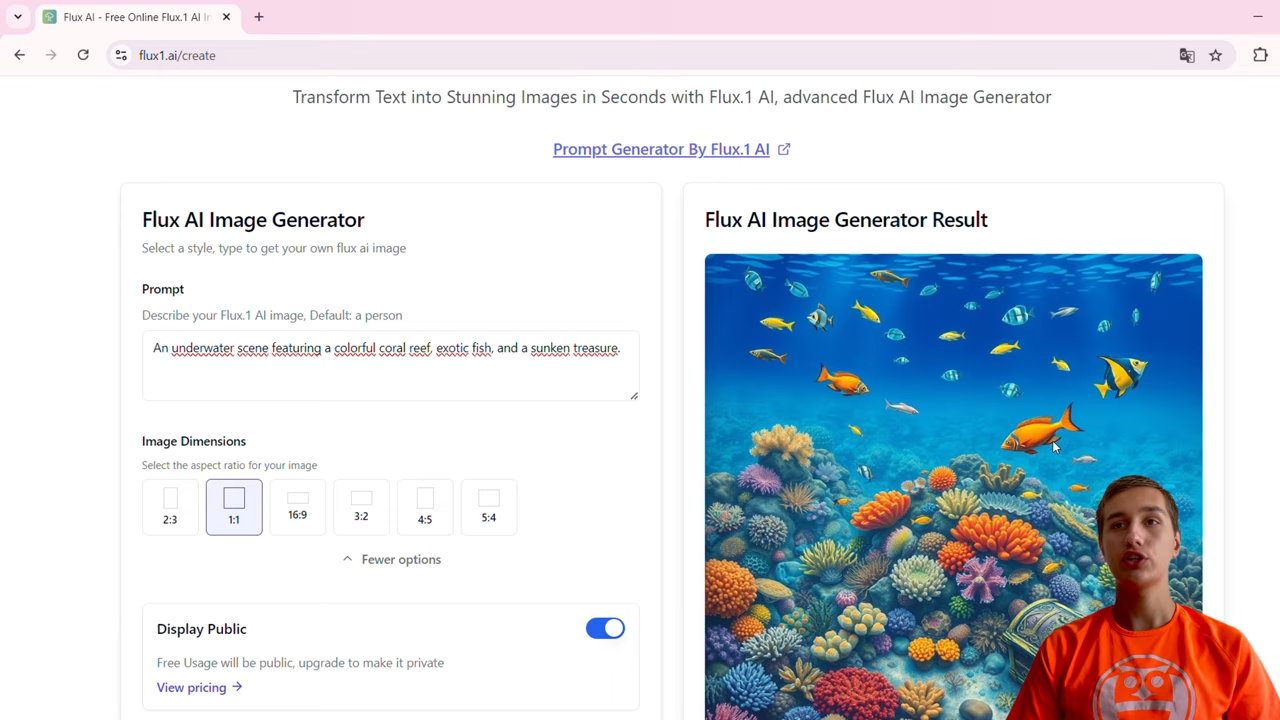 Flux AI - Free Online Flux.1 AI Im
flux1.ai/create
Transform Text into Stunning Images in Seconds with Flux.1 AI, advanced Flux AI Image Generator
Prompt Generator By Flux.1 AI
Flux AI Image Generator
Select a style, type to get your own flux ai image
Prompt
Describe your Flux.1 AI image, Default: a person
An underwater scene featuring a colorful coral reef, exotic fish, and a sunken treasure.
Image Dimensions
Select the aspect ratio for your image
2:3
1:1
16:9
3:2
4:5
5:4
Fewer options
Display Public
Free Usage will be public, upgrade to make it private
View pricing
Flux AI Image Generator Result